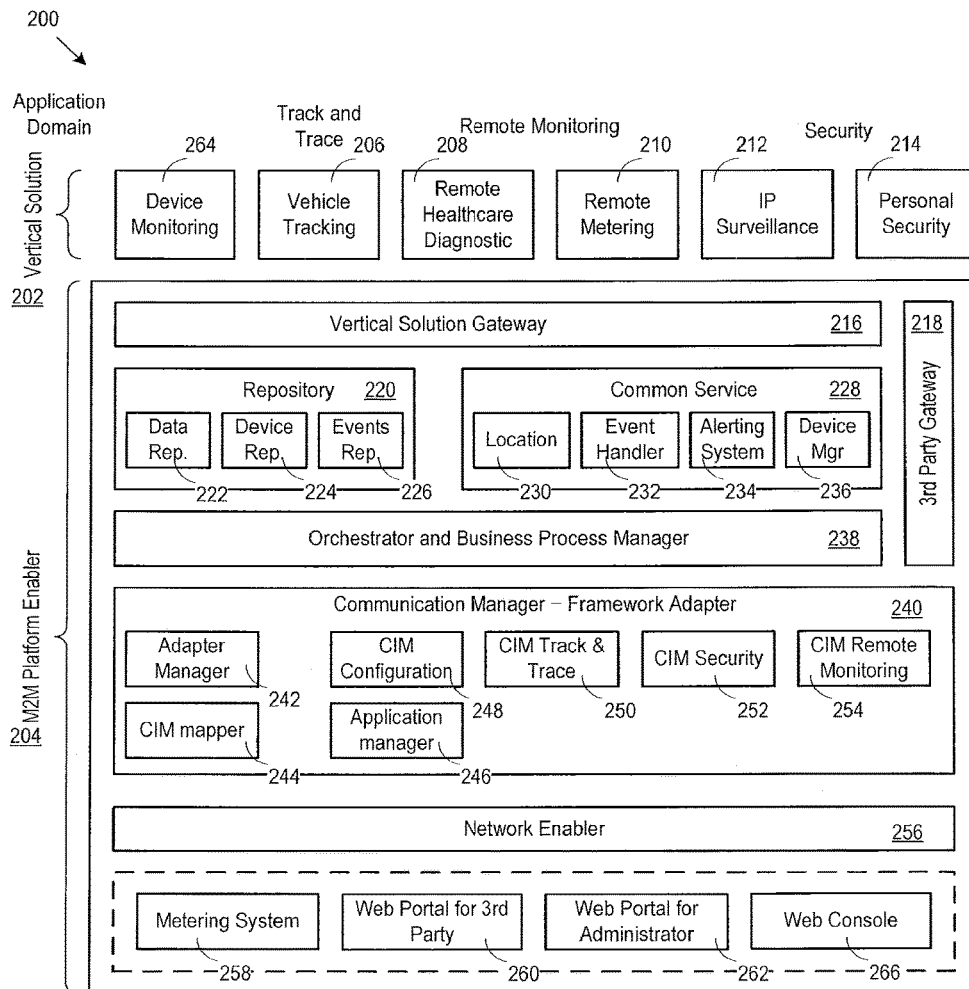 200
Application
Domain
Track and
Trace
Remote Monitoring
Security
264
206
208
210
212
214
Vertical Solution
Device
Monitoring
Vehicle
Tracking
Remote
Healthcare
Diagnostic
Remote
Metering
IP
Surveillance
Personal
Security
202
Vertical Solution Gateway
216
218
3rd Party Gateway
Repository
220
Data
Rep.
Device
Rep.
Events
Rep.
222
224
226
Common Service
228
Location
Event
Handler
Alerting
System
Device
Mgr
230
232
234
236
Orchestrator and Business Process Manager
238
204
M2M Platform Enabler
Communication Manager – Framework Adapter
240
Adapter
Manager
CIM
Configuration
CIM Track &
Trace
CIM Security
CIM Remote
Monitoring
242
248
250
252
254
CIM mapper
Application
manager
244
246
Network Enabler
256
Metering System
Web Portal for 3rd
Party
Web Portal for
Administrator
Web Console
258
260
262
266